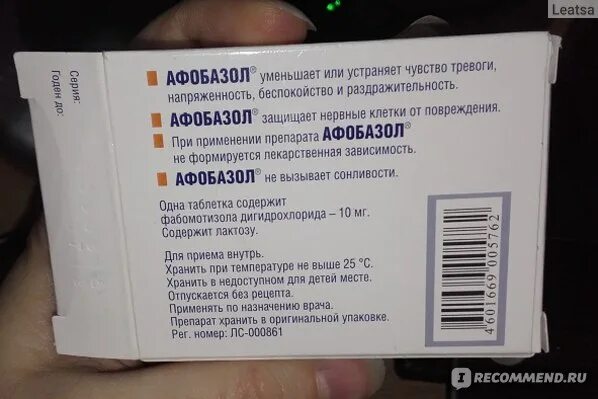 Leatsa
Серия:
Годен до:
АФОБАЗОЛ® уменьшает или устраняет чувство тревоги,
напряженность, беспокойство и раздражительность.
АФОБАЗОЛ® защищает нервные клетки от повреждения.
При применении препарата АФОБАЗОЛ®
не формируется лекарственная зависимость.
АФОБАЗОЛ® не вызывает сонливости.
Одна таблетка содержит
фабомотизола дигидрохлорида – 10 мг.
Содержит лактозу.
Для приема внутрь.
Хранить при температуре не выше 25 °С.
Хранить в недоступном для детей месте.
Отпускается без рецепта.
Применять по назначению врача.
Препарат хранить в оригинальной упаковке.
Рег. номер: ЛС-000861
4601669 005762
IRECOMMEND.RU